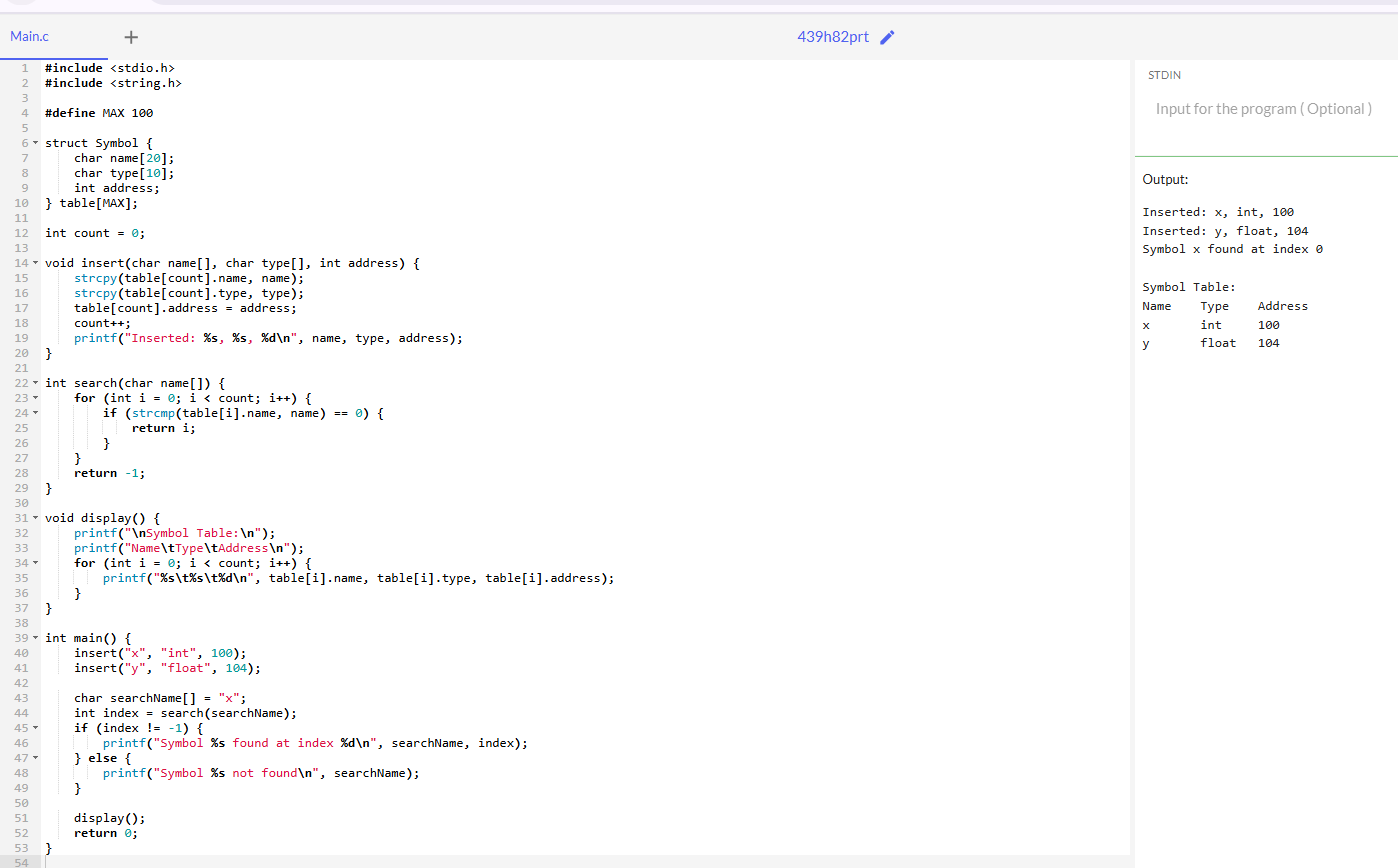 Main.c +
439h82prt
1 #include <stdio.h>
2 #include <string.h>
3
4 #define MAX 100
5
6 struct Symbol {
7     char name[20];
8     char type[10];
9     int address;
10 } table[MAX];
11
12 int count = 0;
13
14 void insert(char name[], char type[], int address) {
15     strcpy(table[count].name, name);
16     strcpy(table[count].type, type);
17     table[count].address = address;
18     count++;
19     printf("Inserted: %s, %s, %d\n", name, type, address);
20 }
21
22 int search(char name[]) {
23     for (int i = 0; i < count; i++) {
24         if (strcmp(table[i].name, name) == 0) {
25             return i;
26         }
27     }
28     return -1;
29 }
30
31 void display() {
32     printf("\nSymbol Table:\n");
33     printf("Name\tType\tAddress\n");
34     for (int i = 0; i < count; i++) {
35         printf("%s\t%s\t%d\n", table[i].name, table[i].type, table[i].address);
36     }
37 }
38
39 int main() {
40     insert("x", "int", 100);
41     insert("y", "float", 104);
42
43     char searchName[] = "x";
44     int index = search(searchName);
45     if (index != -1) {
46         printf("Symbol %s found at index %d\n", searchName, index);
47     } else {
48         printf("Symbol %s not found\n", searchName);
49     }
50
51     display();
52     return 0;
53 }
54
STDIN
Input for the program ( Optional )
Output:
Inserted: x, int, 100
Inserted: y, float, 104
Symbol x found at index 0
Symbol Table:
Name    Type    Address
x       int     100
y       float   104